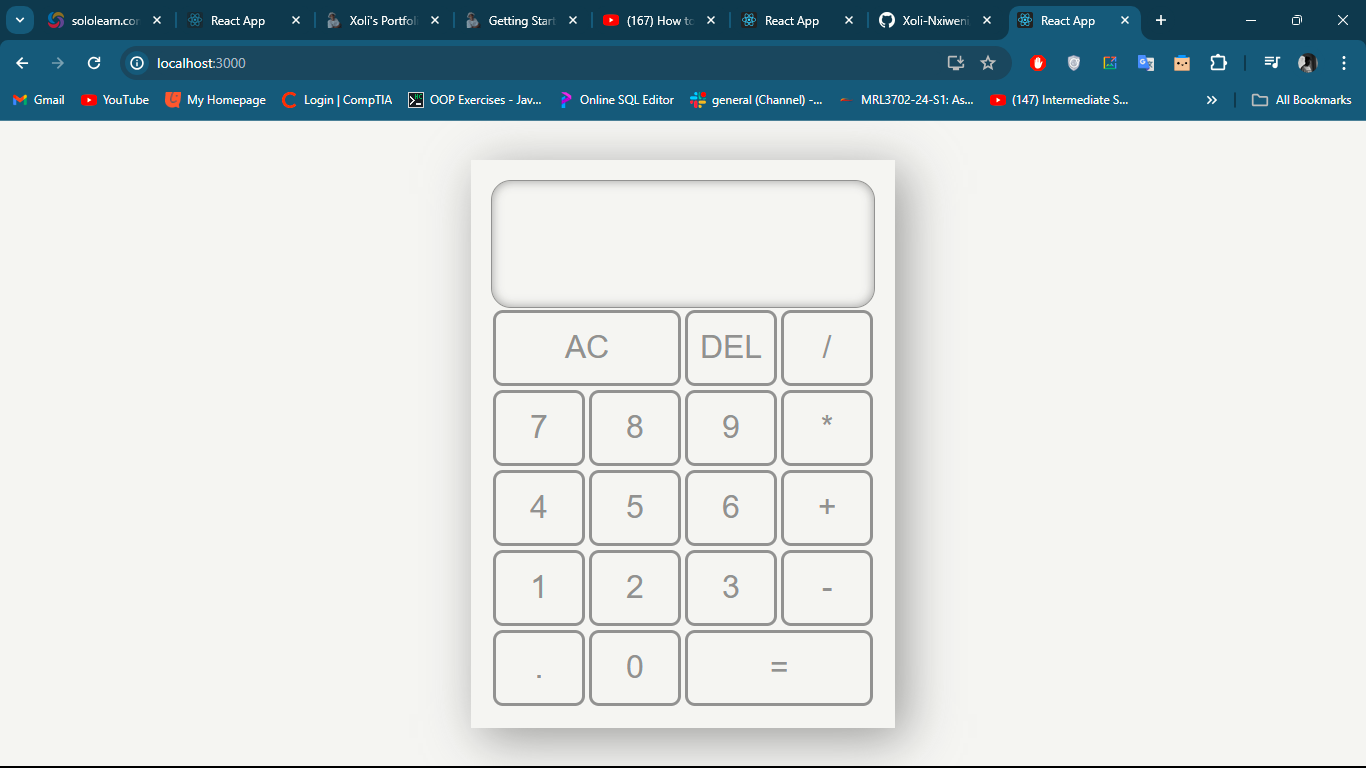 sololearn.cor React App Xoli's Portfoli Getting Start (167) How to React App Xoli-Nxiweni React App
localhost:3000
Gmail YouTube My Homepage Login | CompTIA OOP Exercises - Jav... Online SQL Editor general (Channel) -... MRL3702-24-S1: As... (147) Intermediate S... » All Bookmarks
AC DEL /
7 8 9 *
4 5 6 +
1 2 3 -
. 0 =